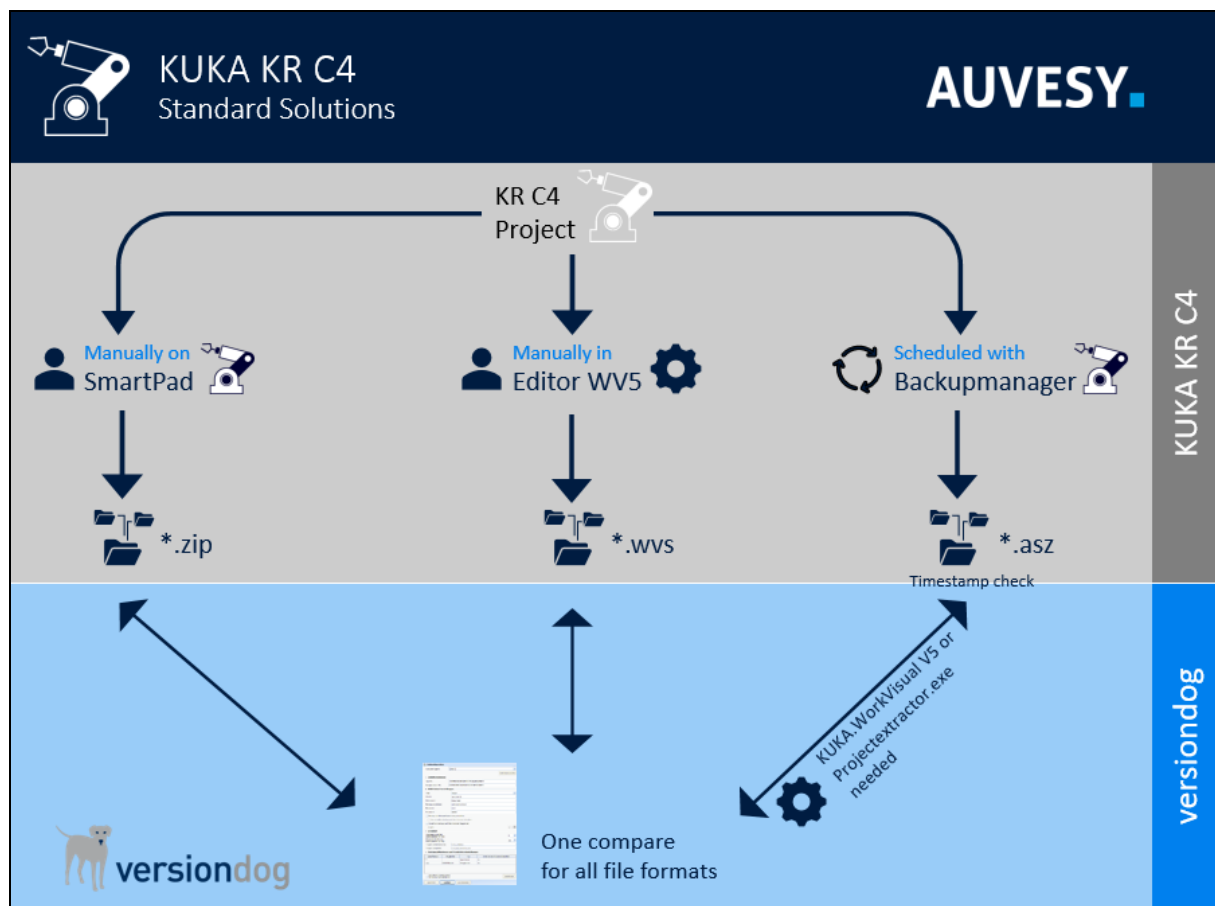 KUKA KR C4
Standard Solutions
AUVESY.
KR C4
Project
KUKA KR C4
Manually on
SmartPad
Manually in
Editor WV5
Scheduled with
Backupmanager
*.zip
*.wvs
*.asz
Timestamp check
KUKA.WorkVisual V5 or
Projectextractor.exe
needed
versiondog
One compare
for all file formats
versiondog